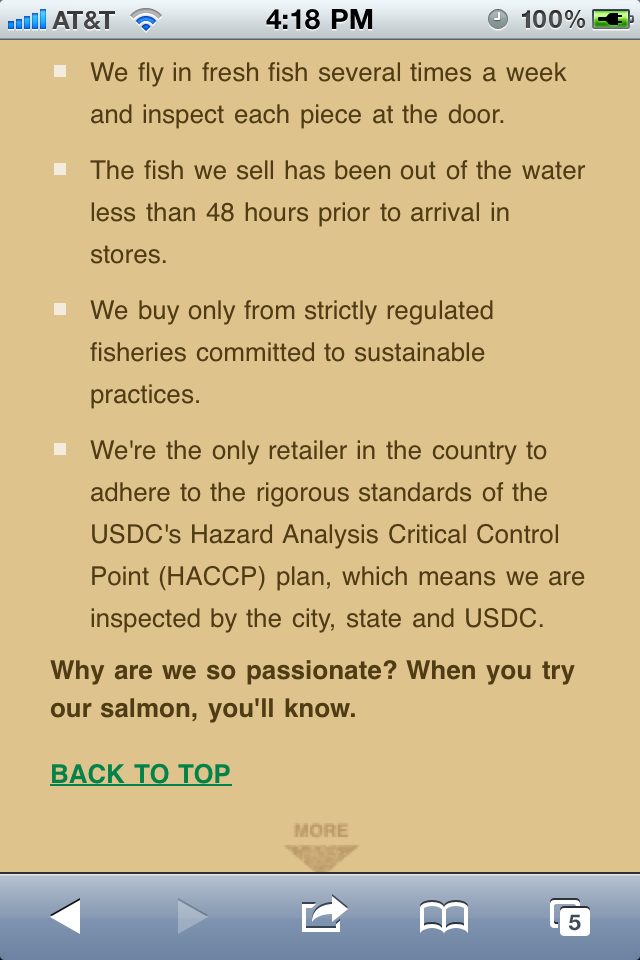 AT&T 4:18 PM 100%
We fly in fresh fish several times a week
and inspect each piece at the door.
The fish we sell has been out of the water
less than 48 hours prior to arrival in
stores.
We buy only from strictly regulated
fisheries committed to sustainable
practices.
We're the only retailer in the country to
adhere to the rigorous standards of the
USDC's Hazard Analysis Critical Control
Point (HACCP) plan, which means we are
inspected by the city, state and USDC.
Why are we so passionate? When you try
our salmon, you'll know.
BACK TO TOP
MORE
5